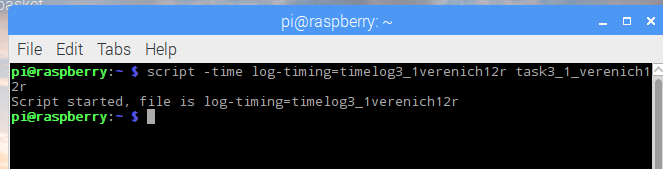 basket
pi@raspberry: ~
File Edit Tabs Help
pi@raspberry:~ $ script -time log-timing=timelog3_1verenich12r task3_1_verenich1
2r
Script started, file is log-timing=timelog3_1verenich12r
pi@raspberry:~ $